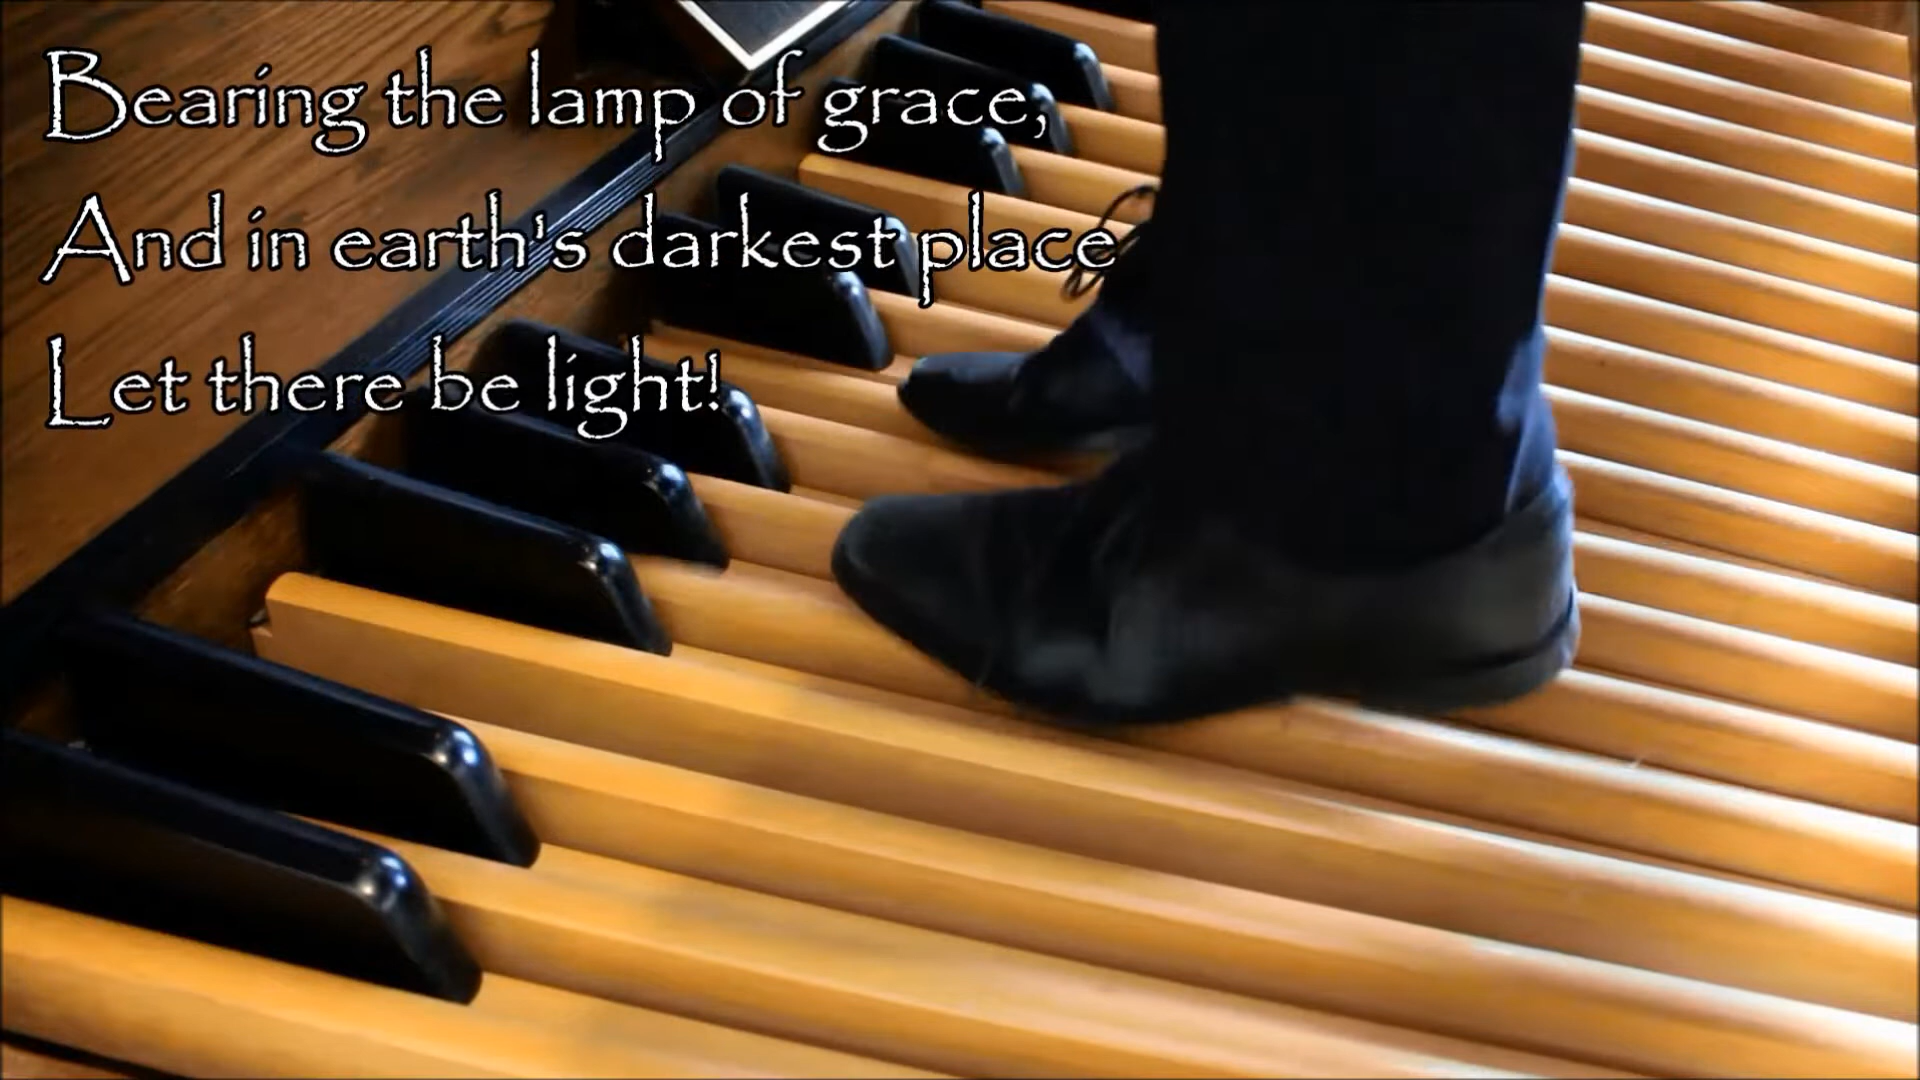 Bearing the lamp of grace,
And in earth's darkest place
Let there be light!